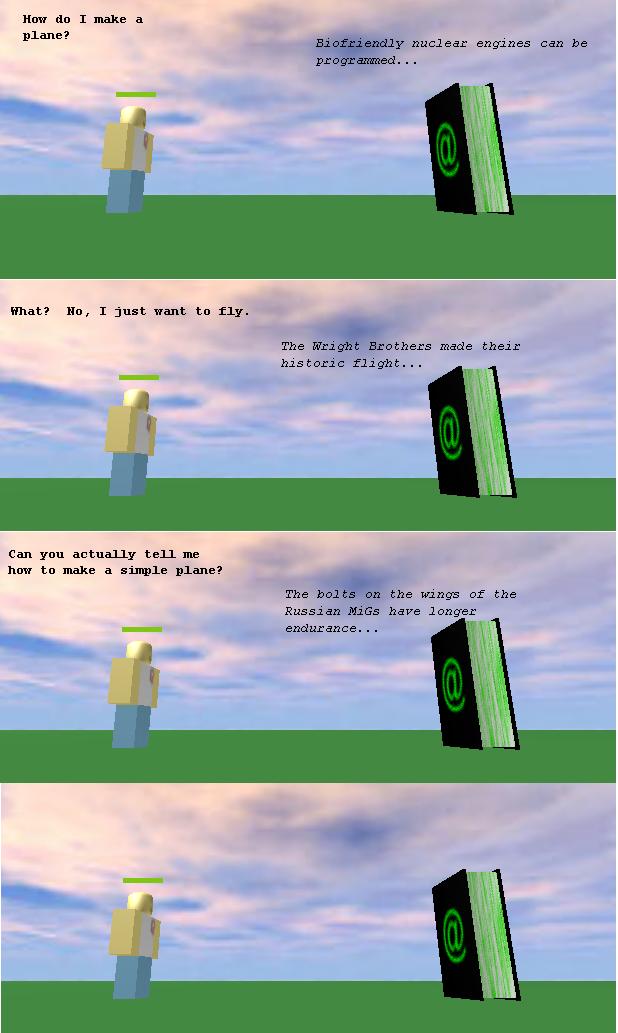 How do I make a
plane?
Biofriendly nuclear engines can be
programmed...
@
What?  No, I just want to fly.
The Wright Brothers made their
historic flight...
@
Can you actually tell me
how to make a simple plane?
The bolts on the wings of the
Russian MiGs have longer
endurance...
@
@